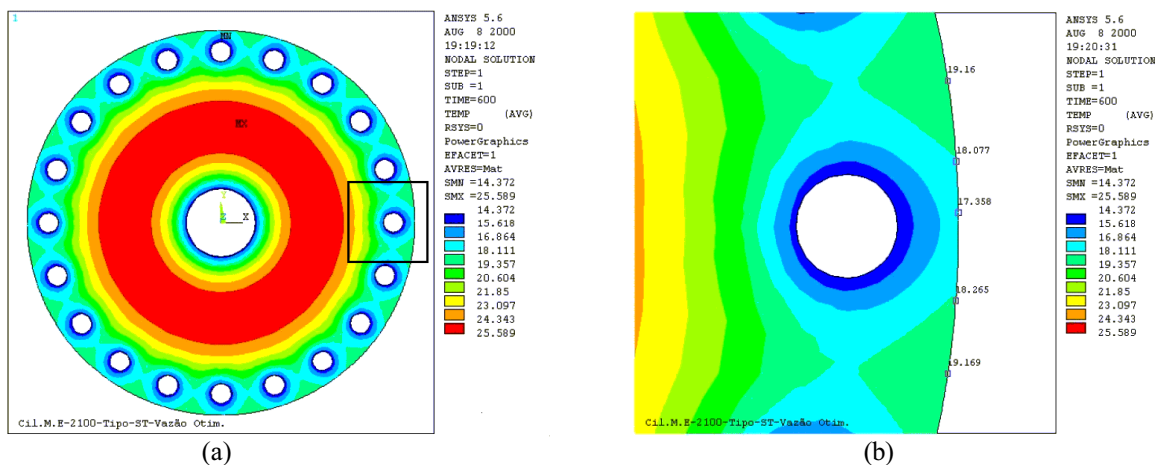 1
MN
MX
Y
Z
X
Cil.M.E-2100-Tipo-ST-Vazão Otim.
ANSYS 5.6
AUG 8 2000
19:19:12
NODAL SOLUTION
STEP=1
SUB =1
TIME=600
TEMP (AVG)
RSYS=0
PowerGraphics
EFACET=1
AVRES=Mat
SMN =14.372
SMX =25.589
14.372
15.618
16.864
18.111
19.357
20.604
21.85
23.097
24.343
25.589
(a)
19.16
18.077
17.358
18.265
19.169
Cil.M.E-2100-Tipo-ST-Vazão Otim.
ANSYS 5.6
AUG 8 2000
19:20:31
NODAL SOLUTION
STEP=1
SUB =1
TIME=600
TEMP (AVG)
RSYS=0
PowerGraphics
EFACET=1
AVRES=Mat
SMN =14.372
SMX =25.589
14.372
15.618
16.864
18.111
19.357
20.604
21.85
23.097
24.343
25.589
(b)